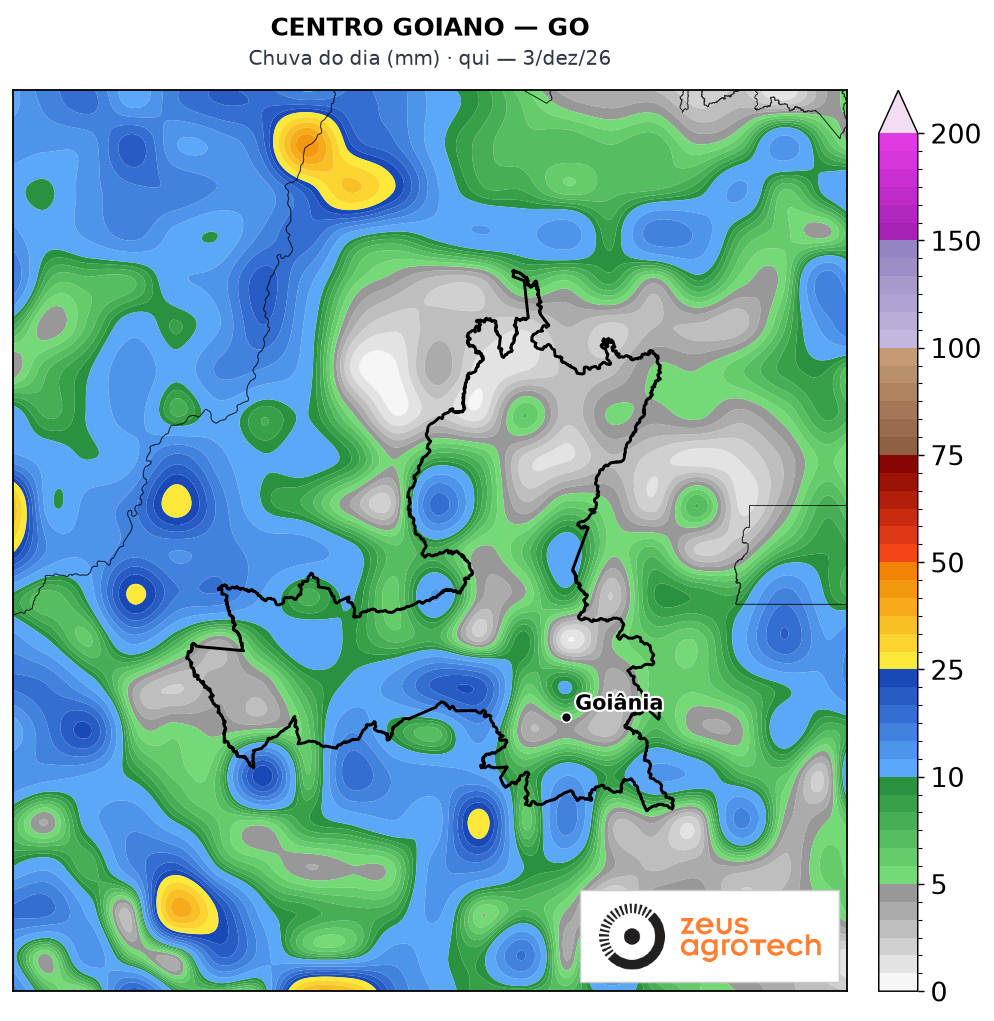 CENTRO GOIANO — GO
Chuva do dia (mm) · qui — 3/dez/26
200
150
100
75
50
25
10
5
0
Goiânia
zeus
agrotech